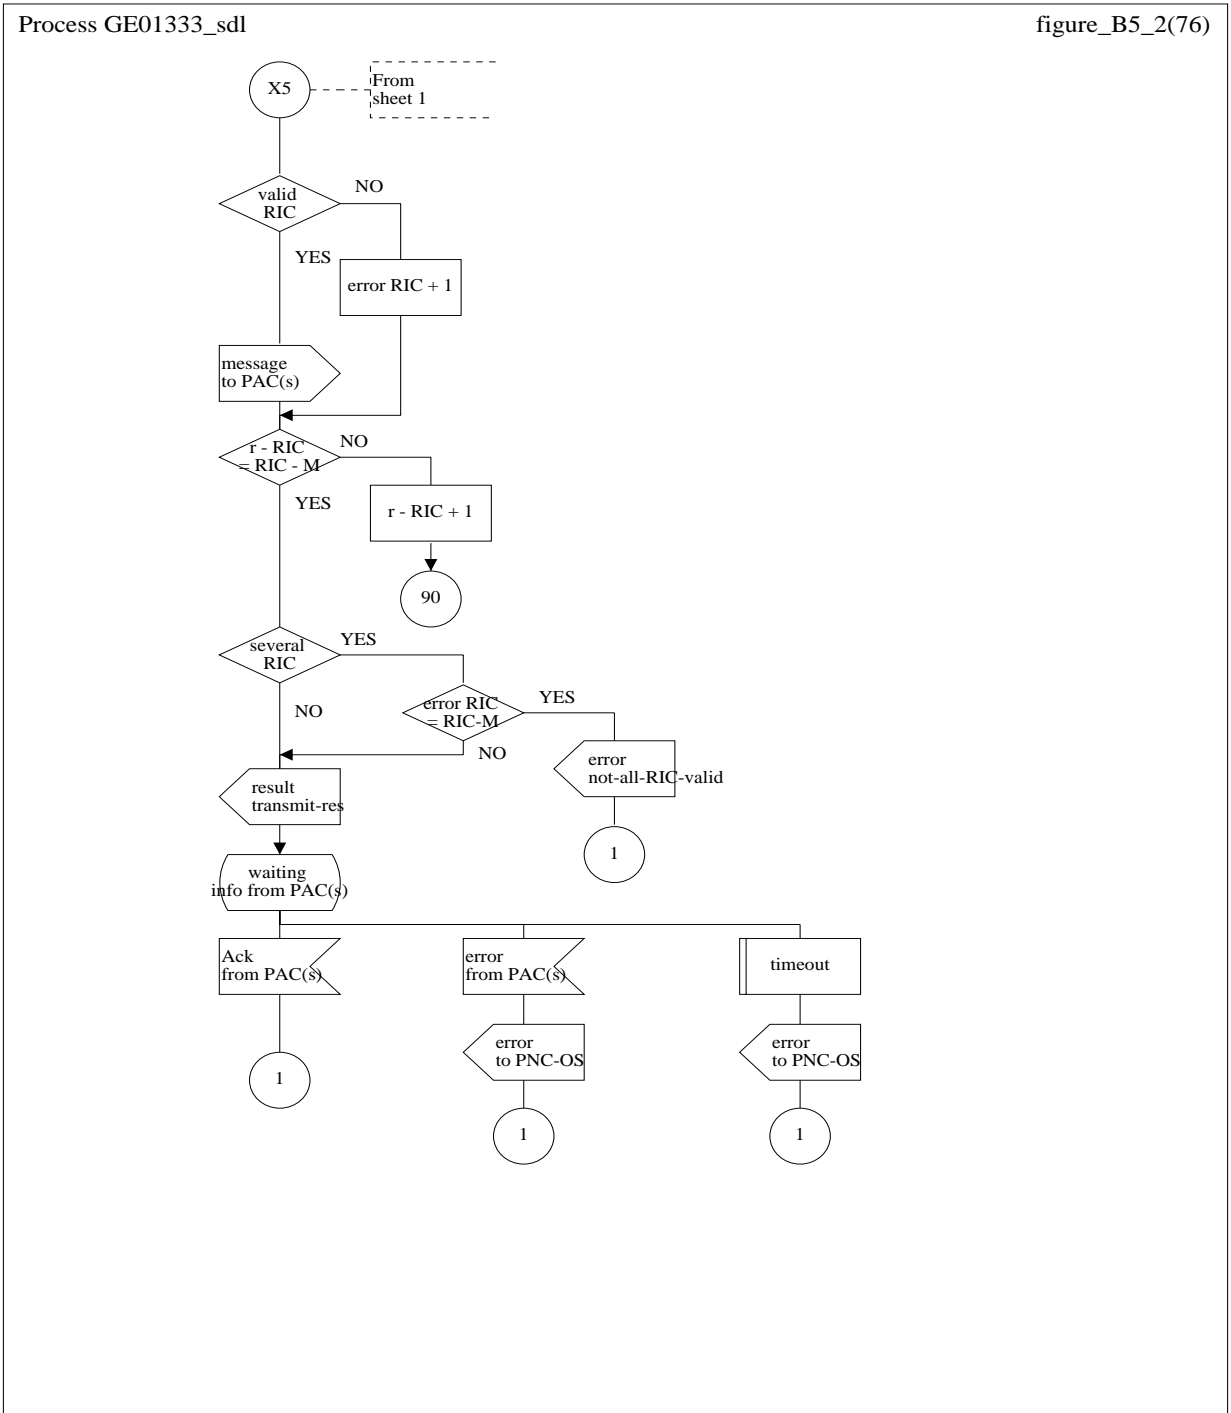 Process GE01333_sdl
figure_B5_2(76)
X5
From
sheet 1
valid
RIC
NO
YES
error RIC + 1
message
to PAC(s)
r - RIC
= RIC - M
NO
YES
r - RIC + 1
90
several
RIC
YES
NO
error RIC
= RIC-M
YES
NO
error
not-all-RIC-valid
result
transmit-res
1
waiting
info from PAC(s)
Ack
from PAC(s)
error
from PAC(s)
timeout
error
to PNC-OS
error
to PNC-OS
1
1
1